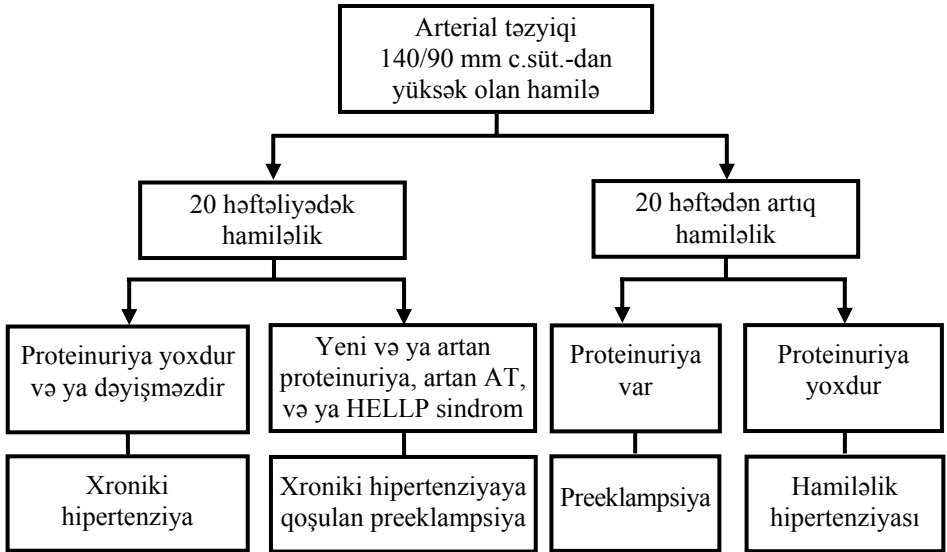 Arterial təzyiqi
140/90 mm c.süt.-dan
yüksək olan hamilə
20 həftəliyədək
hamiləlik
20 həftədən artıq
hamiləlik
Proteinuriya yoxdur
və ya dəyişməzdir
Yeni və ya artan
proteinuriya, artan AT,
və ya HELLP sindrom
Proteinuriya
var
Proteinuriya
yoxdur
Xroniki
hipertenziya
Xroniki hipertenziyaya
qoşulan preeklampsiya
Preeklampsiya
Hamiləlik
hipertenziyası